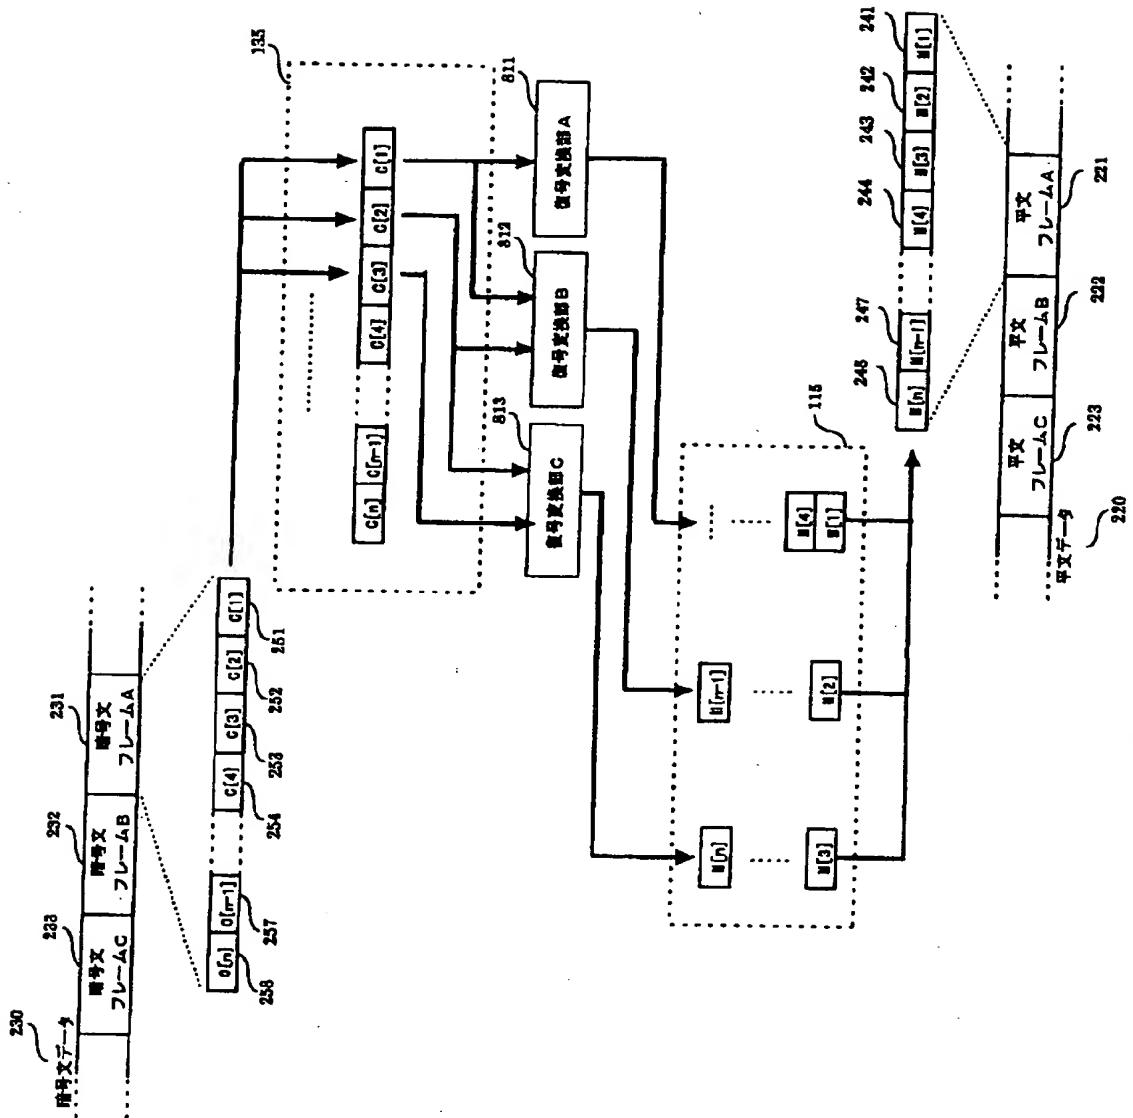 230
暗号文データ
233
232
231
暗号文
フレームC
暗号文
フレームB
暗号文
フレームA
C[n]
C[n-1]
C[4]
C[3]
C[2]
C[1]
258
257
254
253
252
251
135
C[n]
C[n-1]
C[4]
C[3]
C[2]
C[1]
813
812
811
復号変換部C
復号変換部B
復号変換部A
115
M[n]
M[3]
M[n-1]
M[2]
M[4]
M[1]
248
247
244
243
242
241
M[n]
M[n-1]
M[4]
M[3]
M[2]
M[1]
平文
フレームC
平文
フレームB
平文
フレームA
平文データ
220
223
222
221